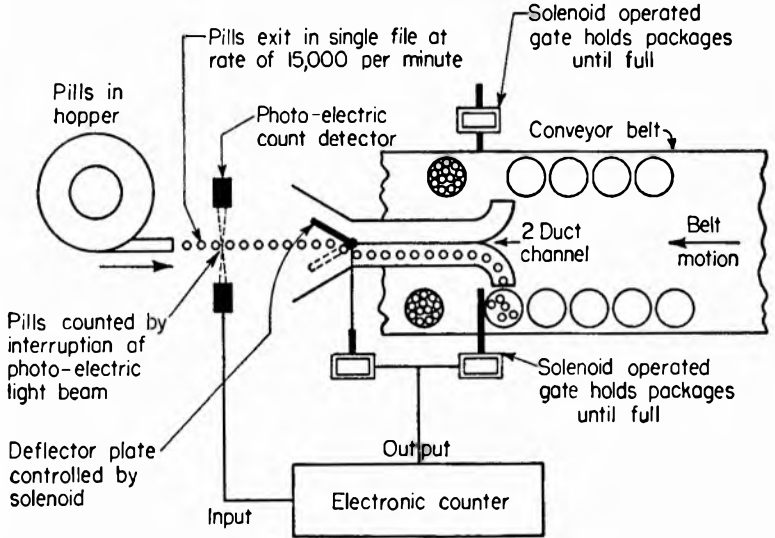 Solenoid operated
gate holds packages
until full
Pills exit in single file at
rate of 15,000 per minute
Pills in
hopper
Photo-electric
count detector
Conveyor belt
2 Duct
channel
Belt
motion
Pills counted by
interruption of
photo-electric
light beam
Solenoid operated
gate holds packages
until full
Deflector plate
controlled by
solenoid
Output
Input
Electronic counter